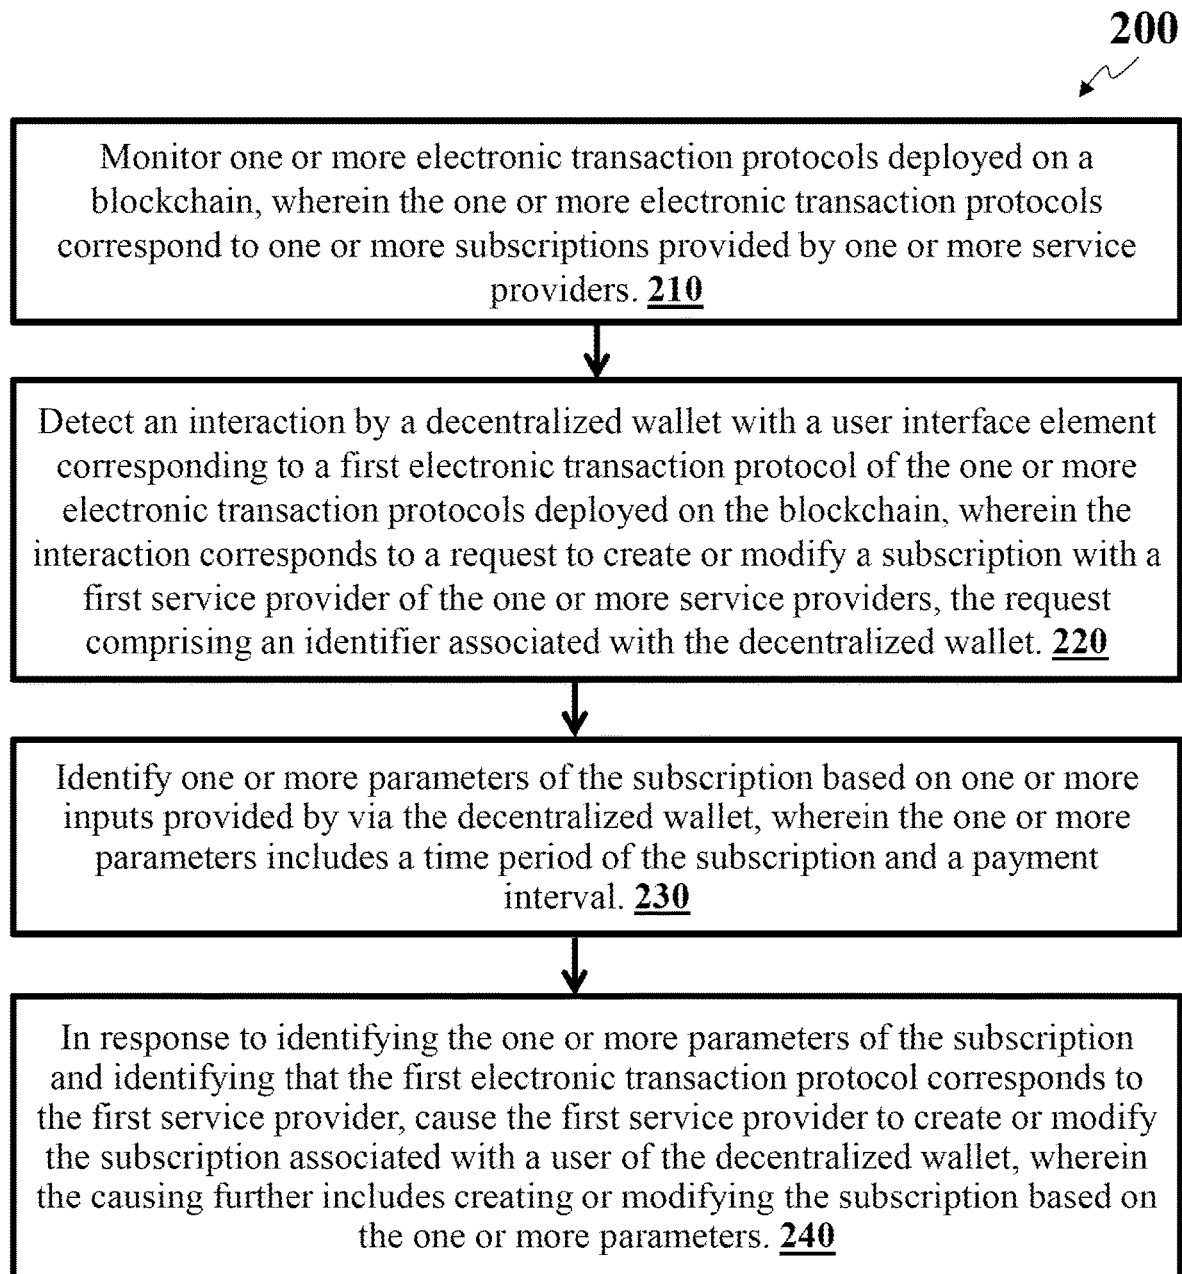 200
Monitor one or more electronic transaction protocols deployed on a
blockchain, wherein the one or more electronic transaction protocols
correspond to one or more subscriptions provided by one or more service
providers. 210
Detect an interaction by a decentralized wallet with a user interface element
corresponding to a first electronic transaction protocol of the one or more
electronic transaction protocols deployed on the blockchain, wherein the
interaction corresponds to a request to create or modify a subscription with a
first service provider of the one or more service providers, the request
comprising an identifier associated with the decentralized wallet. 220
Identify one or more parameters of the subscription based on one or more
inputs provided by via the decentralized wallet, wherein the one or more
parameters includes a time period of the subscription and a payment
interval. 230
In response to identifying the one or more parameters of the subscription
and identifying that the first electronic transaction protocol corresponds to
the first service provider, cause the first service provider to create or modify
the subscription associated with a user of the decentralized wallet, wherein
the causing further includes creating or modifying the subscription based on
the one or more parameters. 240